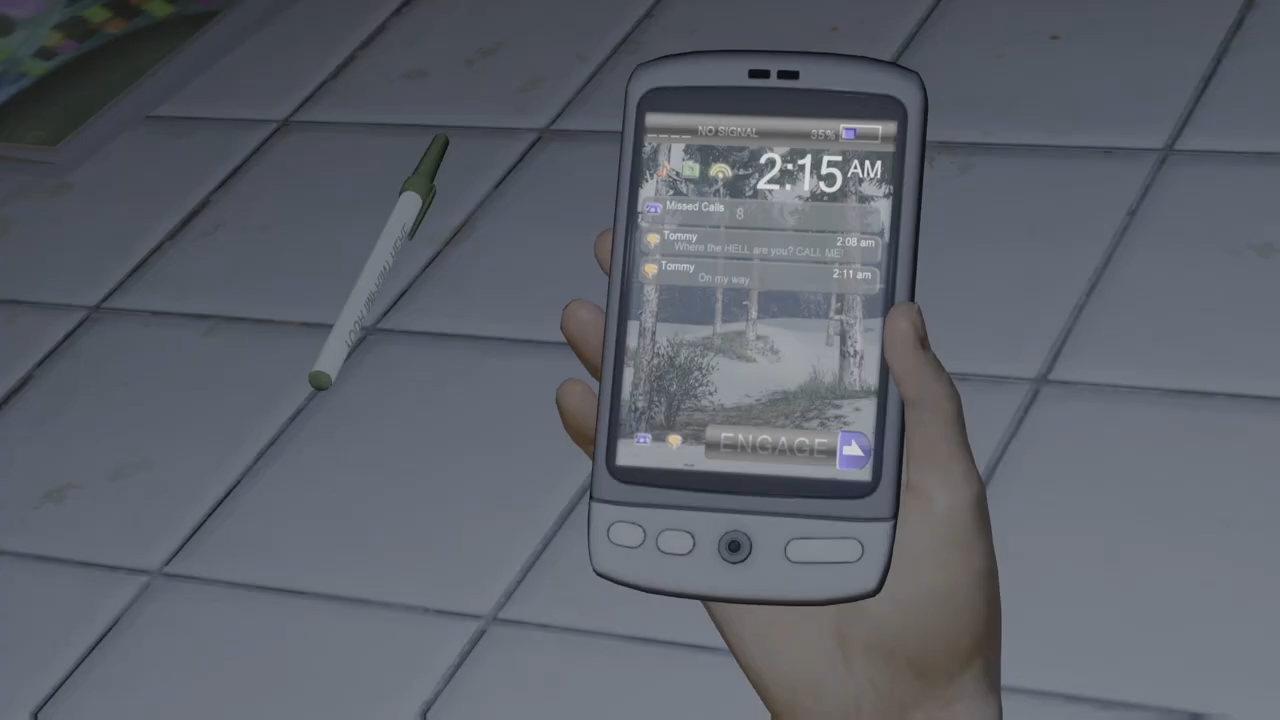 NO SIGNAL 35%
2:15 AM
Missed Calls
8
Tommy 2:08 am
Where the HELL are you? CALL ME!
Tommy 2:11 am
On my way
ENGAGE